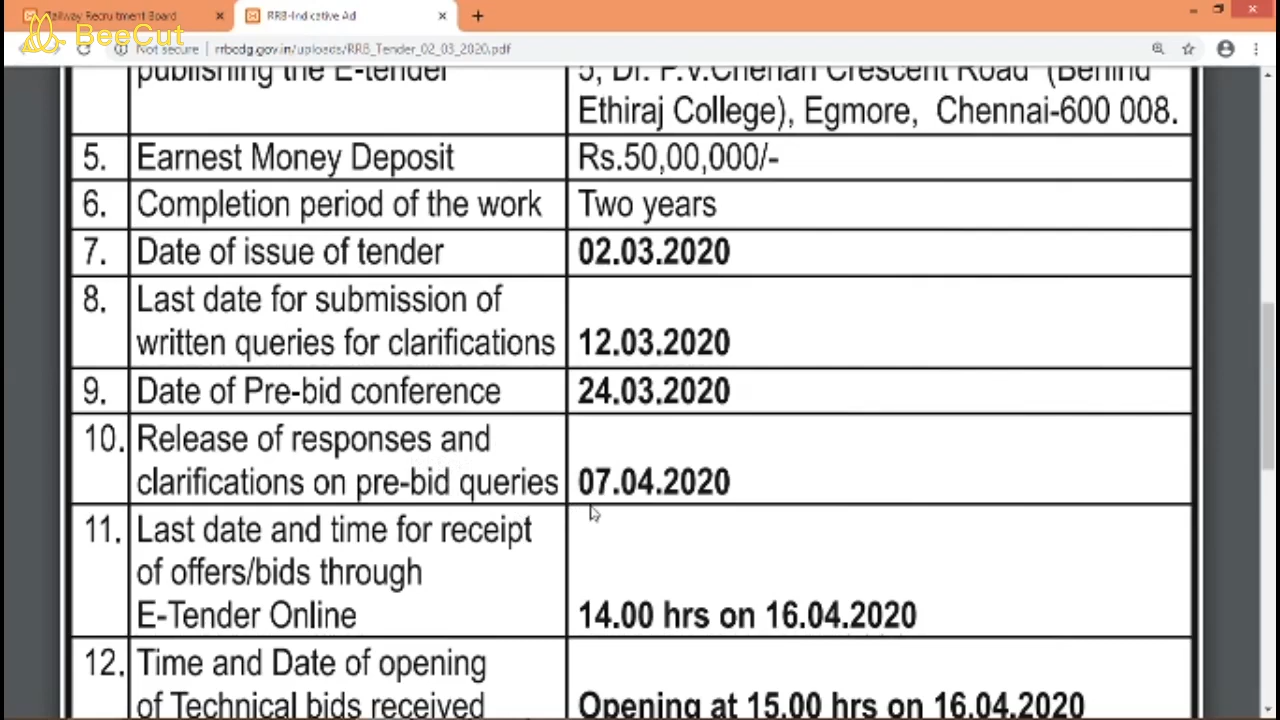 Railway Recruitment Board
RRB-Indicative Ad
BeeCut
Not secure
rrbcdg.gov.in/uploads/RRB_Tender_02_03_2020.pdf
publishing the E-tender
5, Dr. P.V.Cherian Crescent Road (Behind
Ethiraj College), Egmore, Chennai-600 008.
5. Earnest Money Deposit
Rs.50,00,000/-
6. Completion period of the work
Two years
7. Date of issue of tender
02.03.2020
8. Last date for submission of
written queries for clarifications
12.03.2020
9. Date of Pre-bid conference
24.03.2020
10. Release of responses and
clarifications on pre-bid queries
07.04.2020
11. Last date and time for receipt
of offers/bids through
E-Tender Online
14.00 hrs on 16.04.2020
12. Time and Date of opening
of Technical bids received
Opening at 15.00 hrs on 16.04.2020